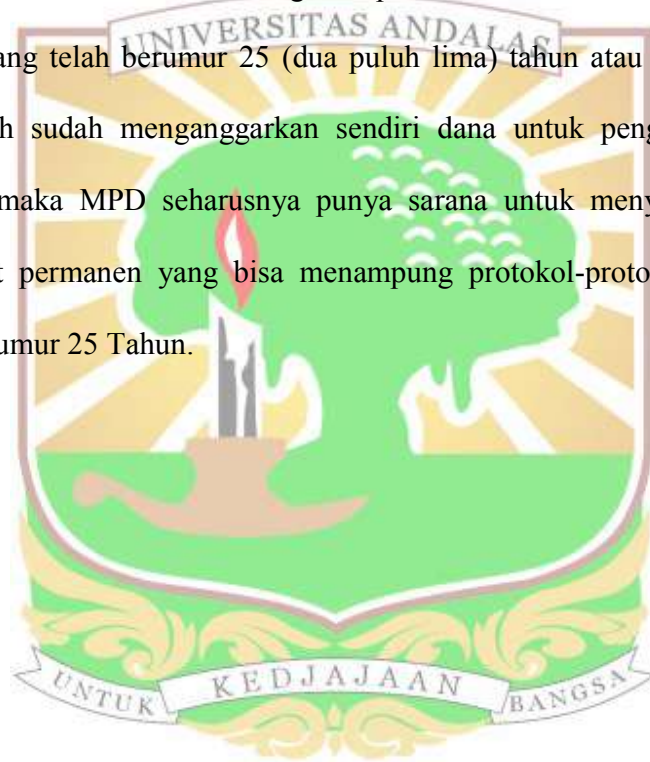 UNIVERSITAS ANDALAS
ang telah berumur 25 (dua puluh lima) tahun atau
h sudah menganggarkan sendiri dana untuk peng
maka MPD seharusnya punya sarana untuk meny
t permanen yang bisa menampung protokol-proto
umur 25 Tahun.
UNTUK KEDJAJAAN BANGSA